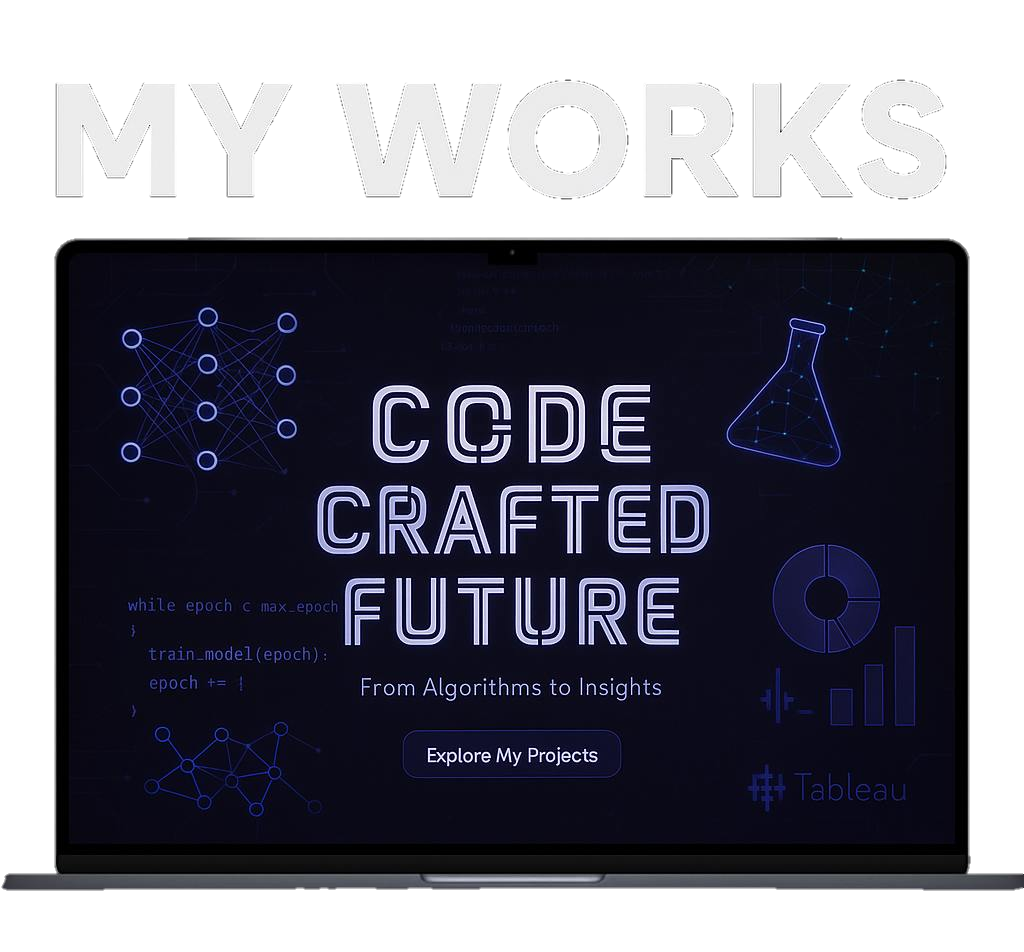 MY WORKS
CODE
CRAFTED
FUTURE
while epoch c max_epoch
}
train_model(epoch):
epoch += 1
}
From Algorithms to Insights
Explore My Projects
Tableau